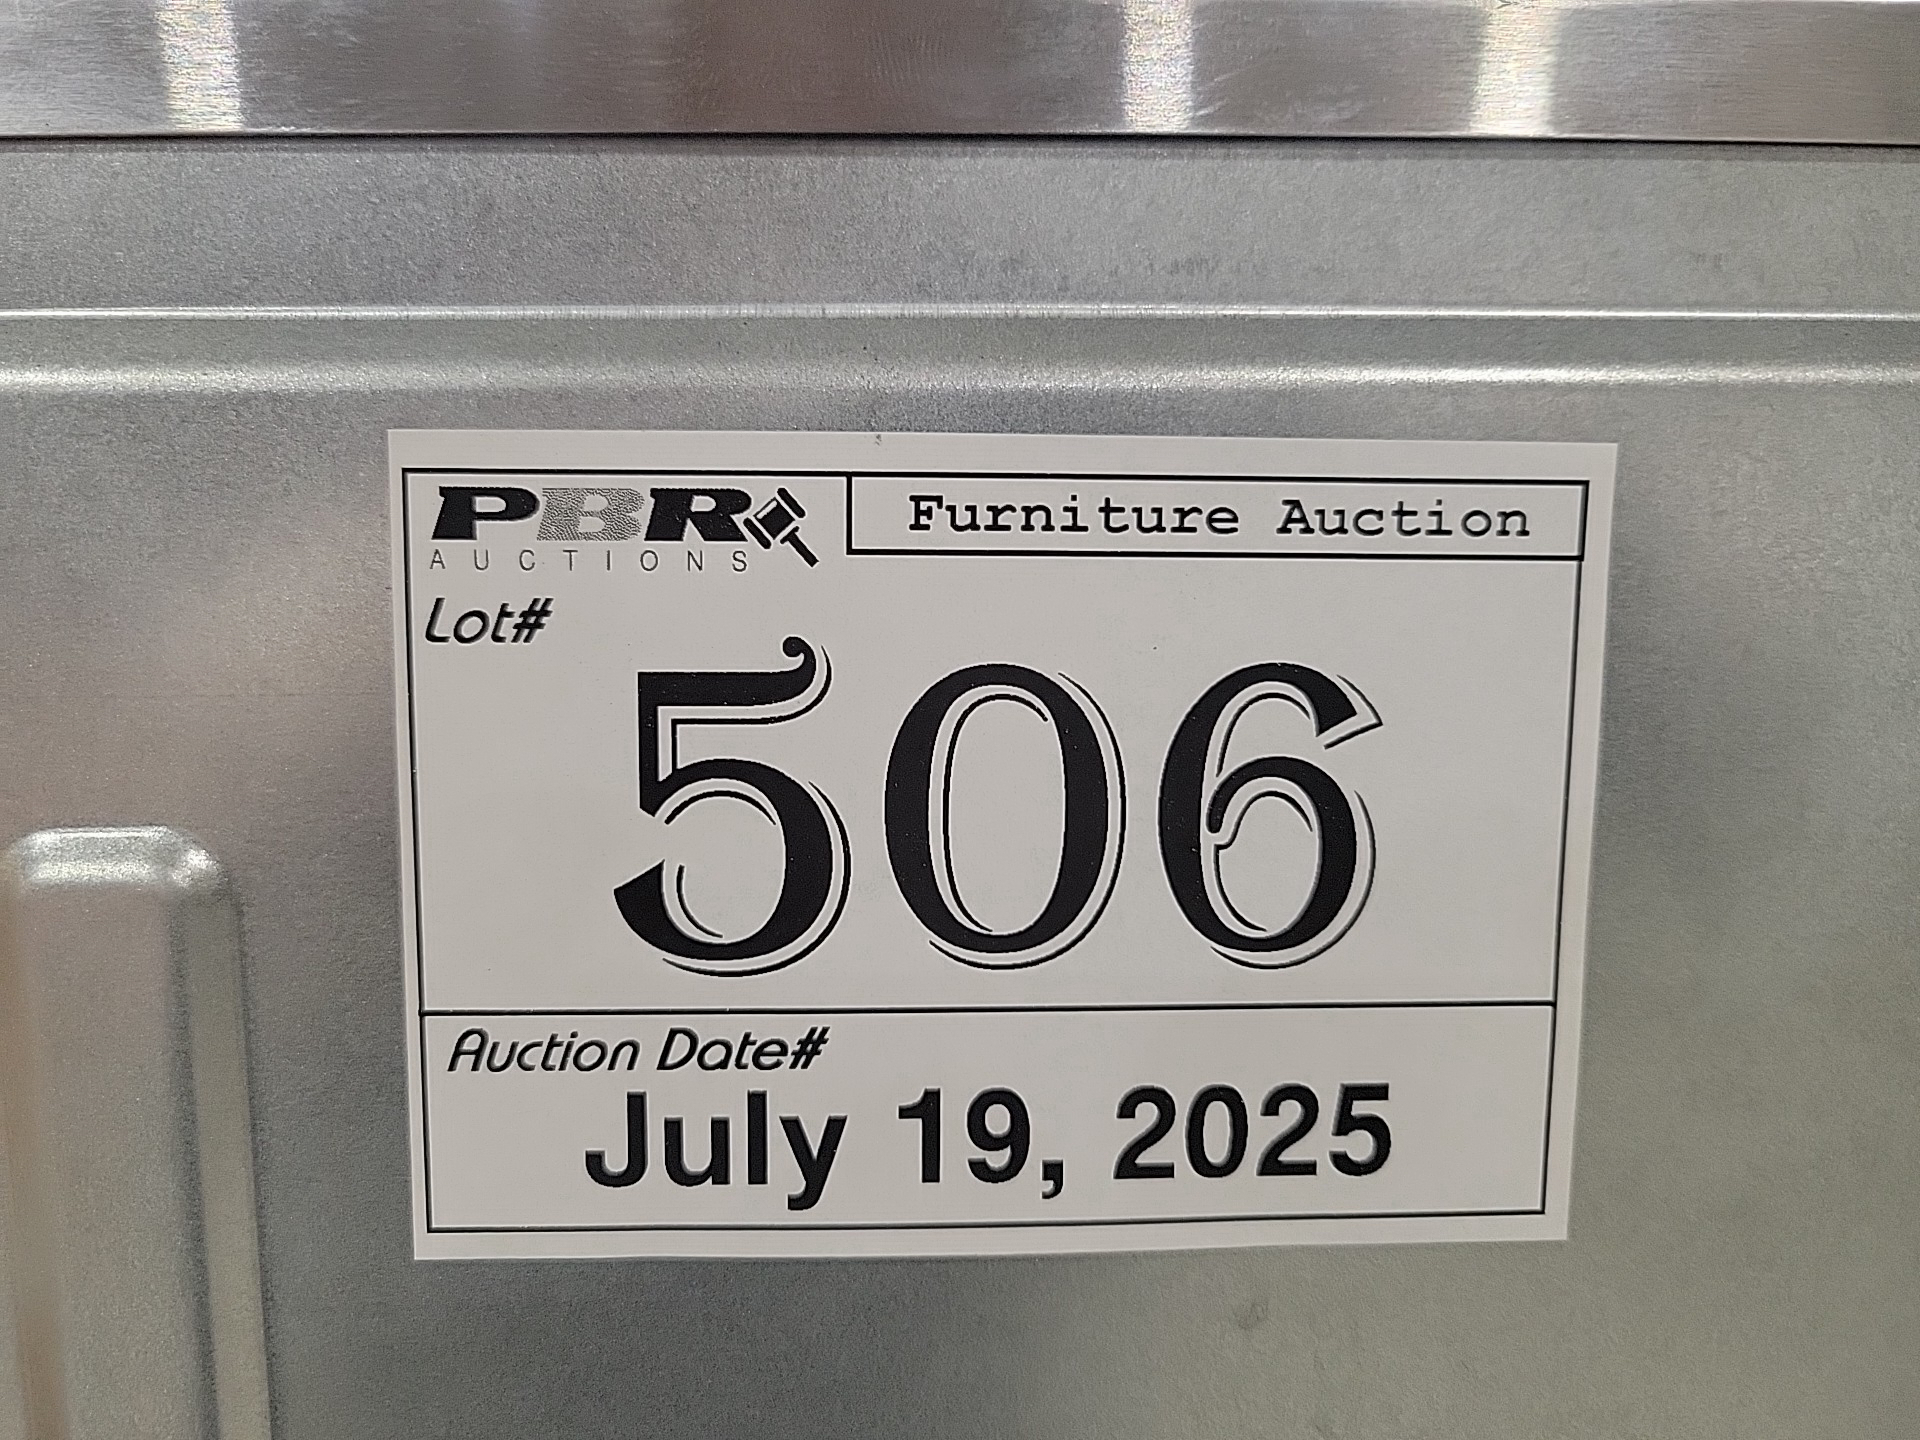 PBR
AUCTIONS
Furniture Auction
Lot#
506
Auction Date#
July 19, 2025